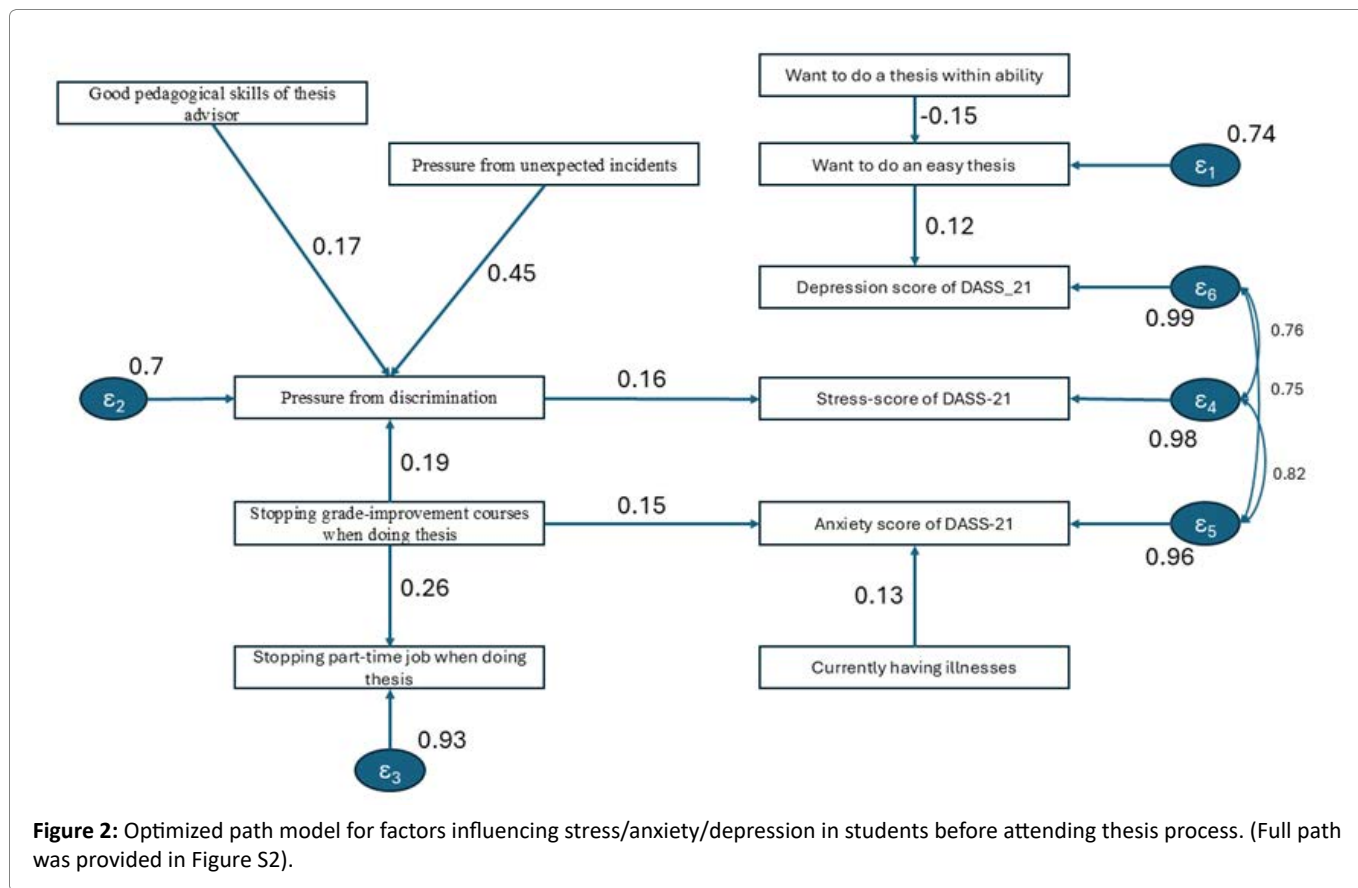 Want to do a thesis within ability
Good pedagogical skills of thesis
advisor
-0.15
0.74
Pressure from unexpected incidents
Want to do an easy thesis
ε1
0.17
0.45
0.12
Depression score of DASS_21
ε6
0.99
0.76
0.7
ε2
Pressure from discrimination
0.16
Stress-score of DASS-21
ε4
0.98
0.75
0.19
0.82
Stopping grade-improvement courses
when doing thesis
0.15
Anxiety score of DASS-21
ε5
0.96
0.26
0.13
Stopping part-time job when doing
thesis
Currently having illnesses
0.93
ε3
Figure 2: Optimized path model for factors influencing stress/anxiety/depression in students before attending thesis process. (Full path
was provided in Figure S2).